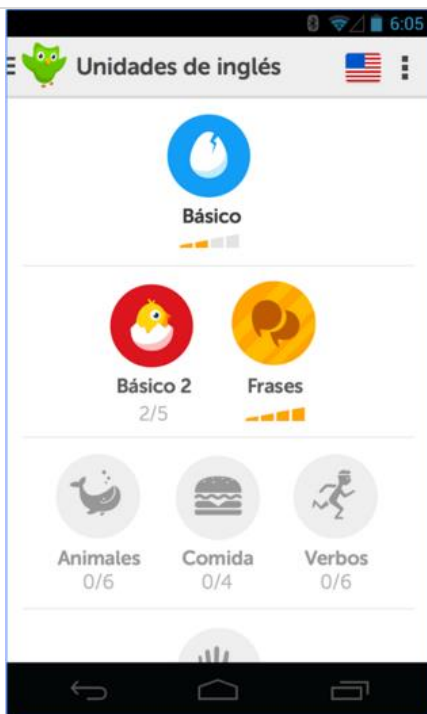 6:05
Unidades de inglés
Básico
Básico 2 Frases
2/5
Animales Comida Verbos
0/6 0/4 0/6